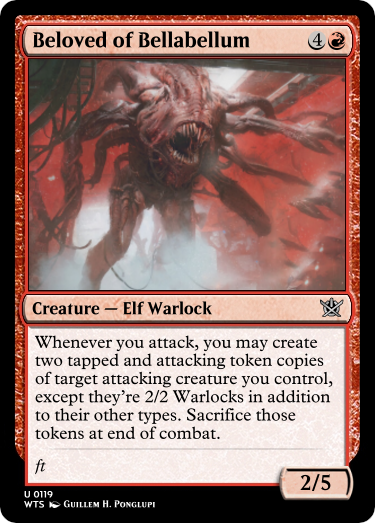 Beloved of Bellabellum 4
Creature — Elf Warlock
Whenever you attack, you may create
two tapped and attacking token copies
of target attacking creature you control,
except they're 2/2 Warlocks in addition
to their other types. Sacrifice those
tokens at end of combat.
ft
2/5
U 0119
WTS Guillem H. Ponglupi